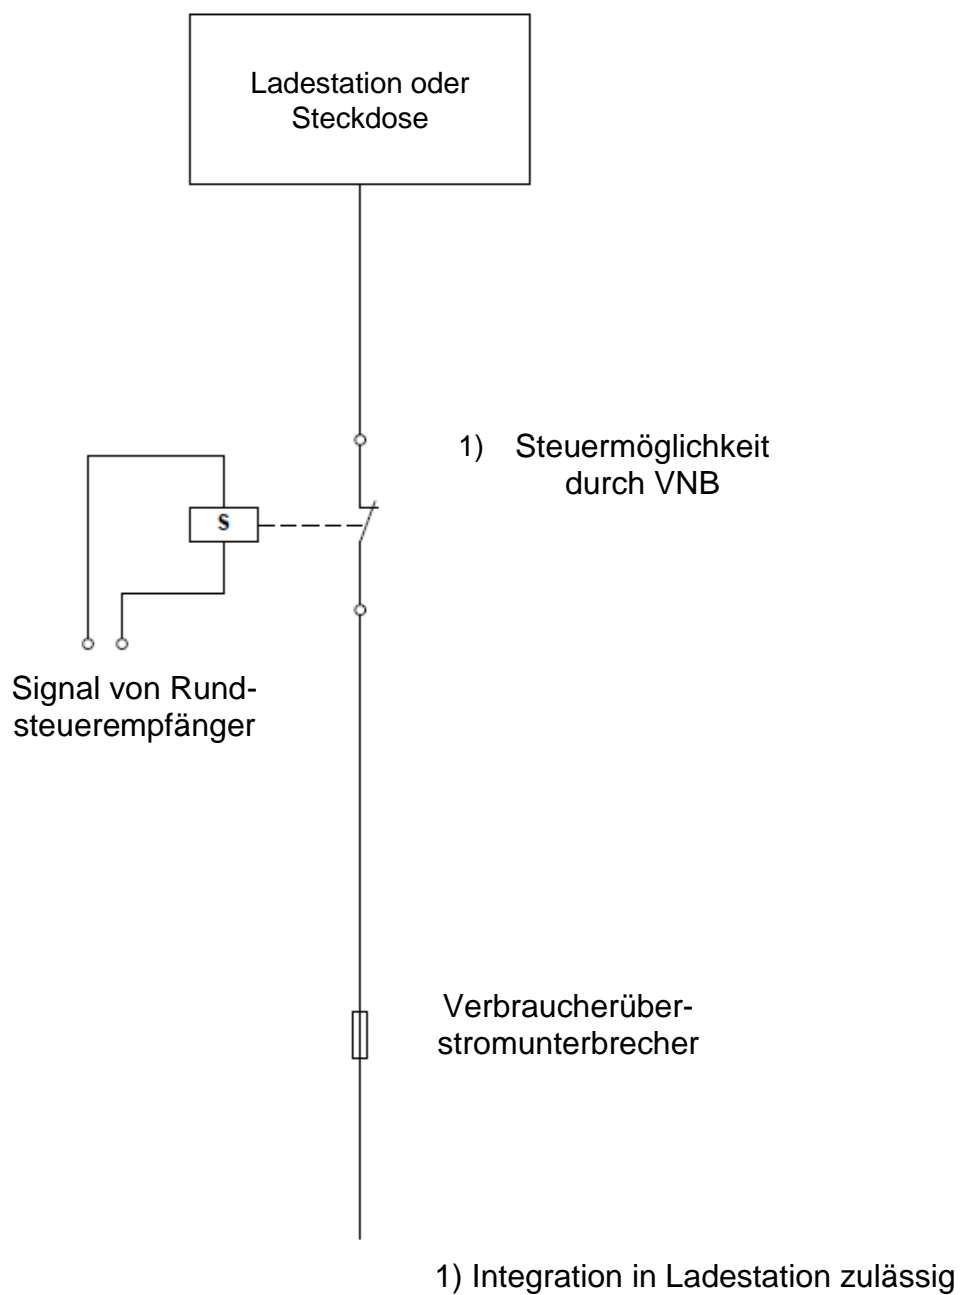 Ladestation oder
Steckdose
1) Steuermöglichkeit
durch VNB
S
Signal von Rund-
steuerempfänger
Verbraucherüber-
stromunterbrecher
1) Integration in Ladestation zulässig